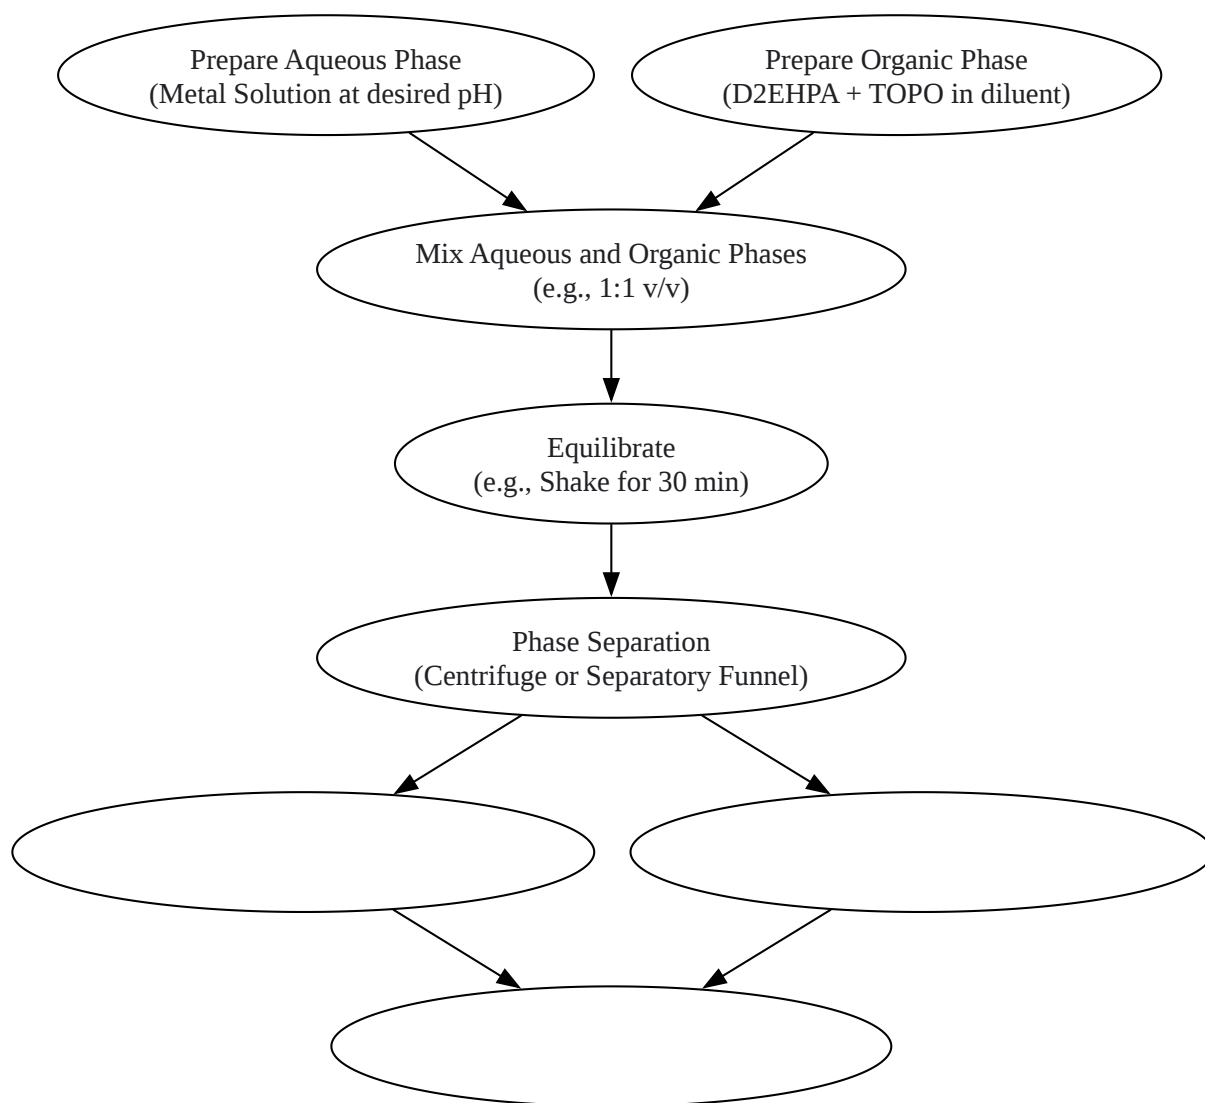 Prepare Aqueous Phase
(Metal Solution at desired pH)
Prepare Organic Phase
(D2EHPA + TOPO in diluent)
Mix Aqueous and Organic Phases
(e.g., 1:1 v/v)
Equilibrate
(e.g., Shake for 30 min)
Phase Separation
(Centrifuge or Separatory Funnel)